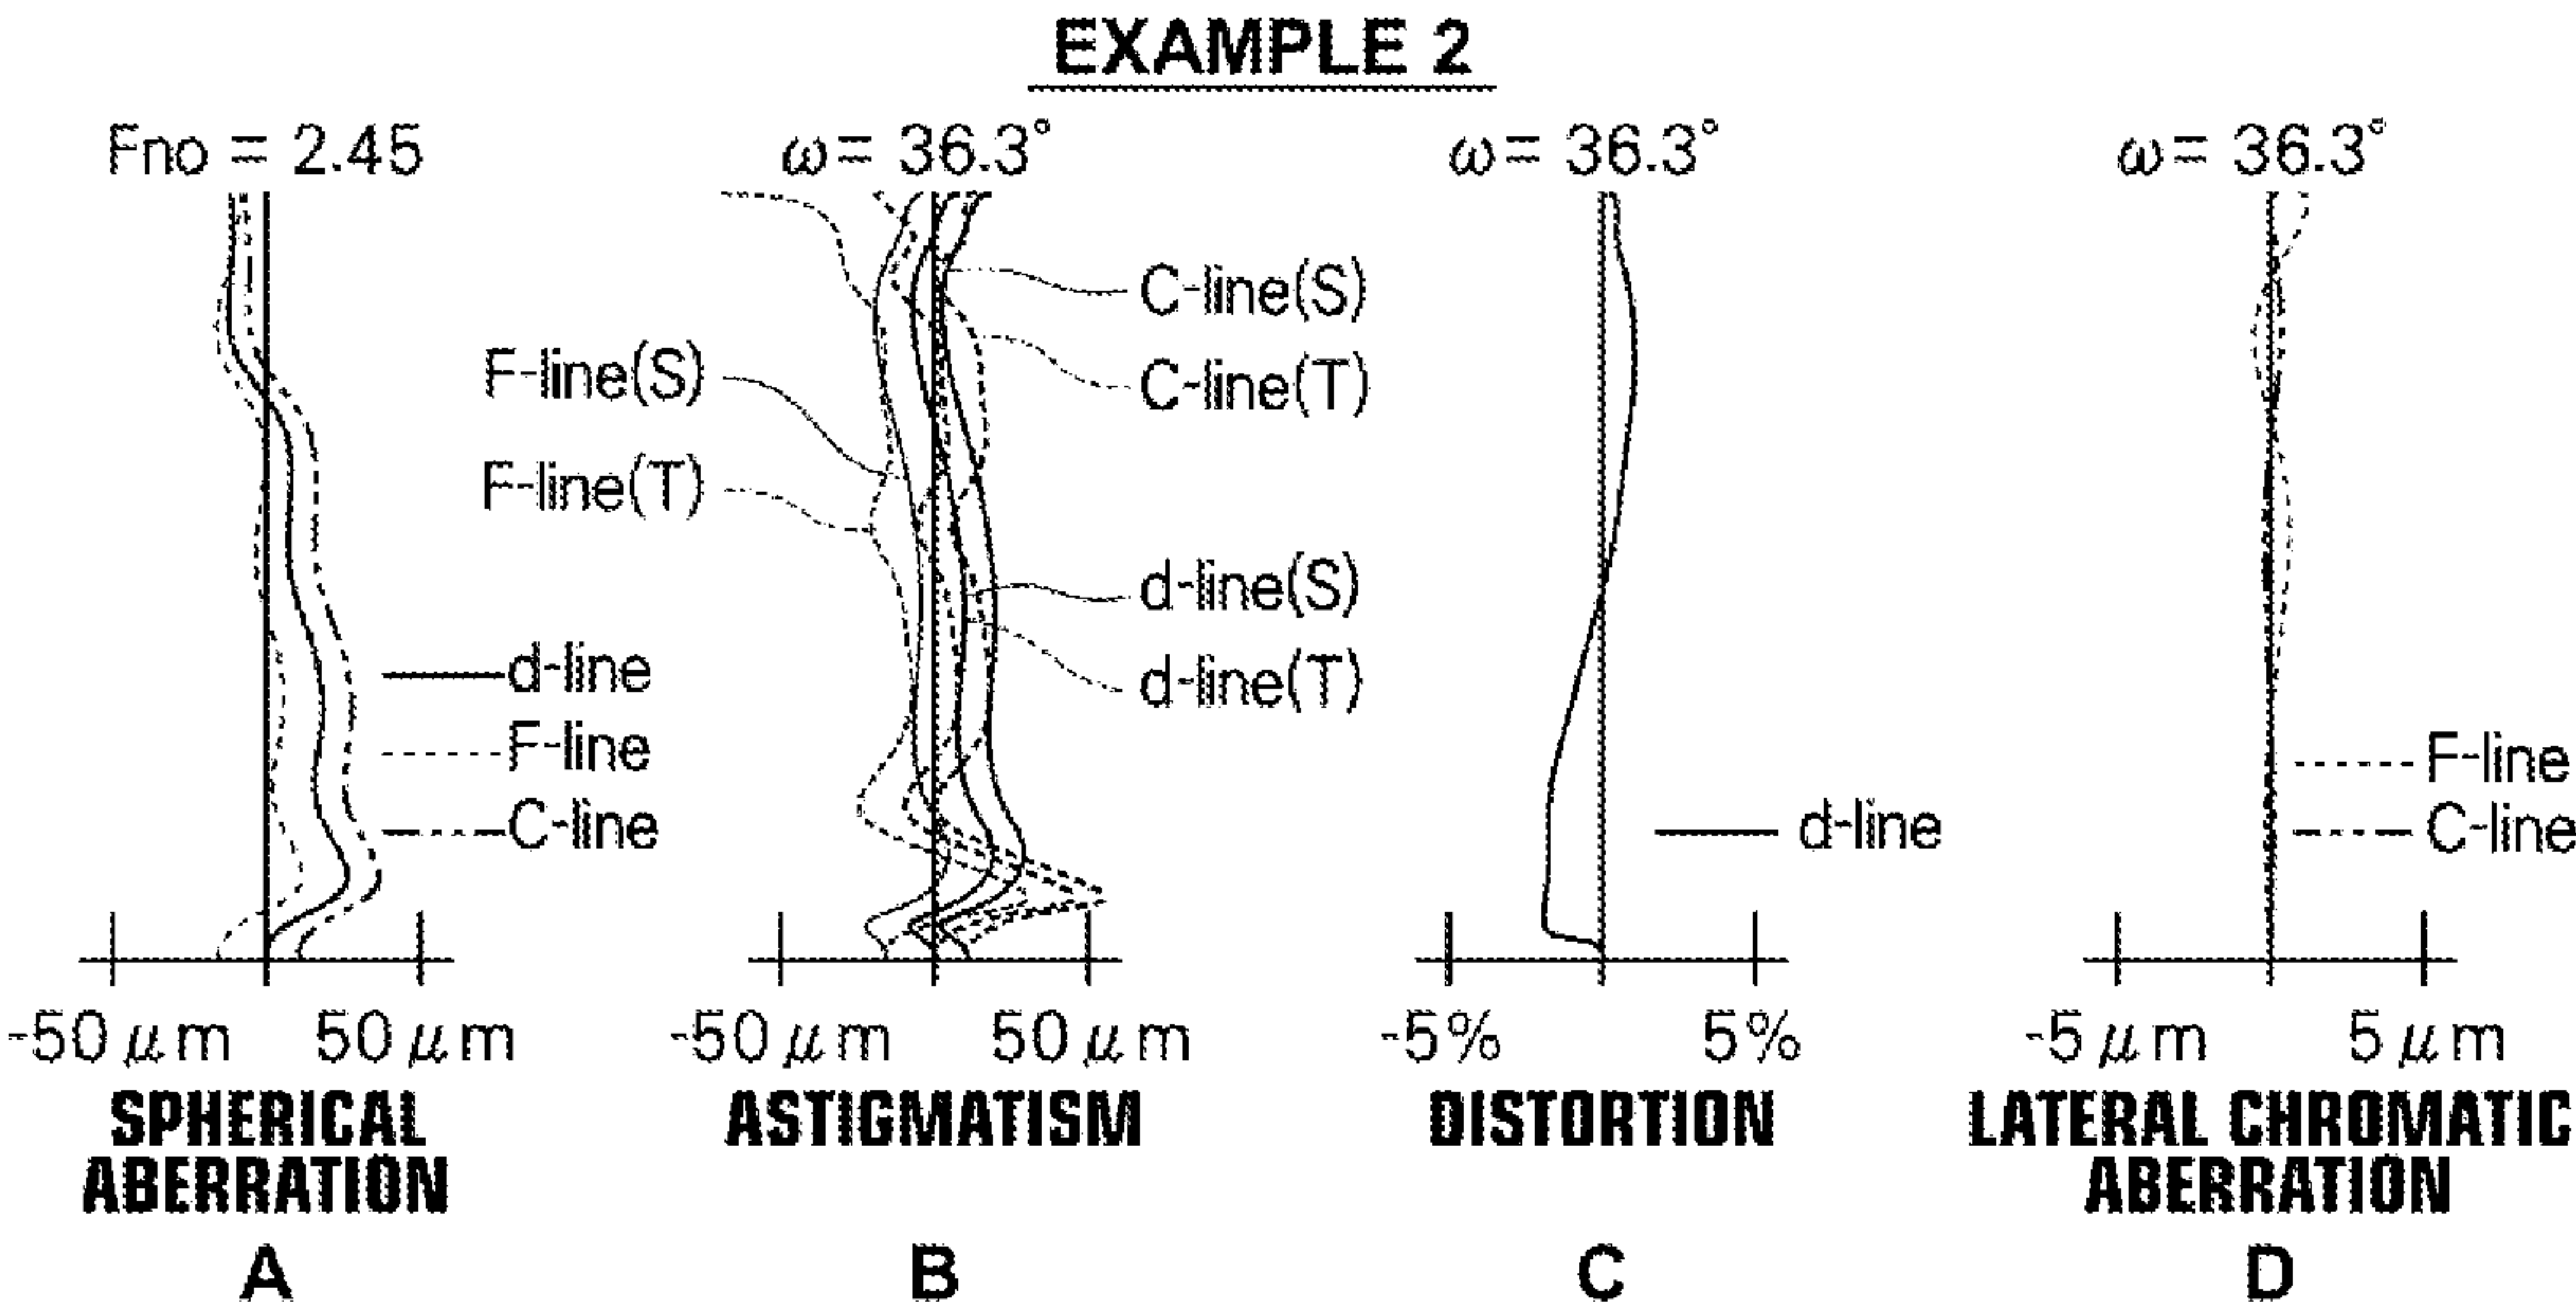 EXAMPLE 2
Fno = 2.45
ω= 36.3°
ω= 36.3°
ω= 36.3°
C-line(S)
F-line(S)
C-line(T)
F-line(T)
d-line(S)
d-line
d-line(T)
F-line
F-line
C-line
d-line
C-line
-50 μm 50 μm
-50 μm 50 μm
-5% 5%
-5 μm 5 μm
SPHERICAL
ABERRATION
ASTIGMATISM
DISTORTION
LATERAL CHROMATIC
ABERRATION
A
B
C
D